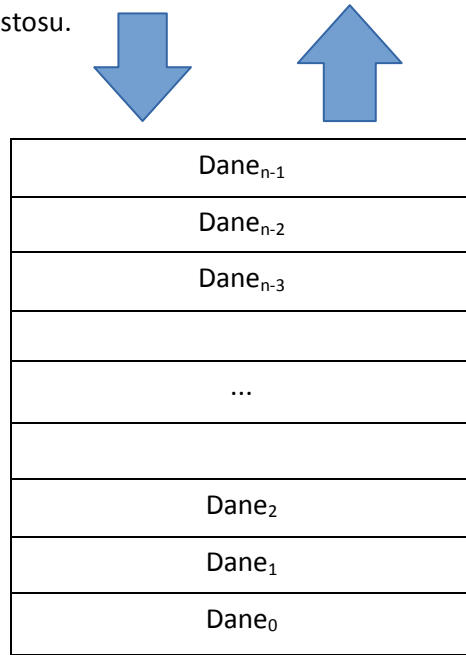 stosu.
Daneₙ₋₁
Daneₙ₋₂
Daneₙ₋₃
...
Dane₂
Dane₁
Dane₀